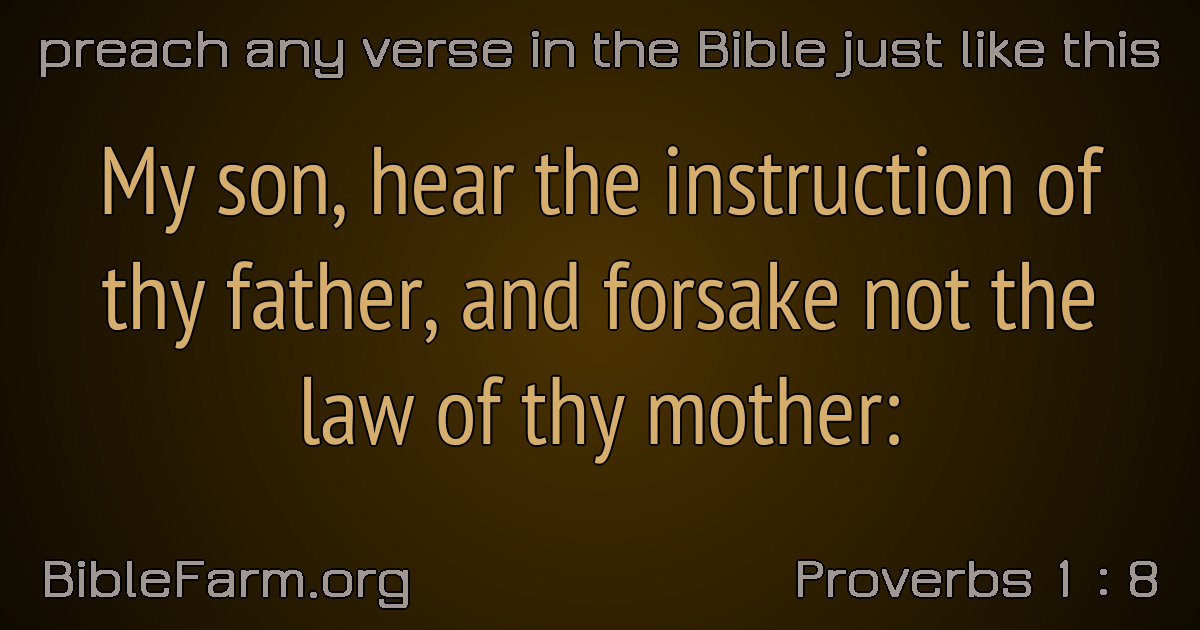 preach any verse in the Bible just like this
My son, hear the instruction of
thy father, and forsake not the
law of thy mother:
BibleFarm.org
Proverbs 1 : 8